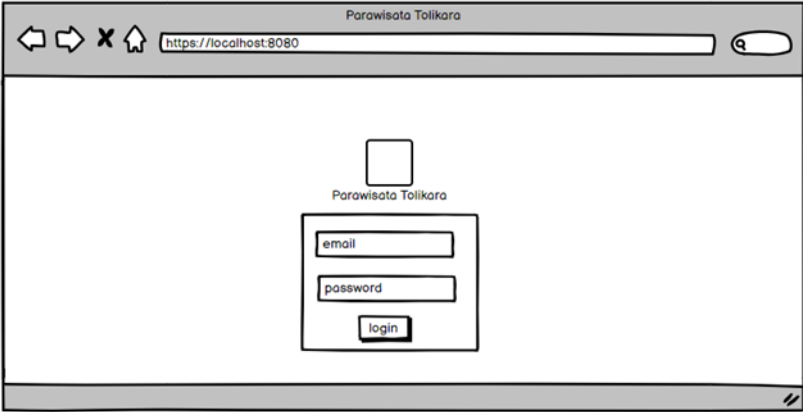 Parawisata Tolikara
https://localhost:8080
Parawisata Tolikara
email
password
login